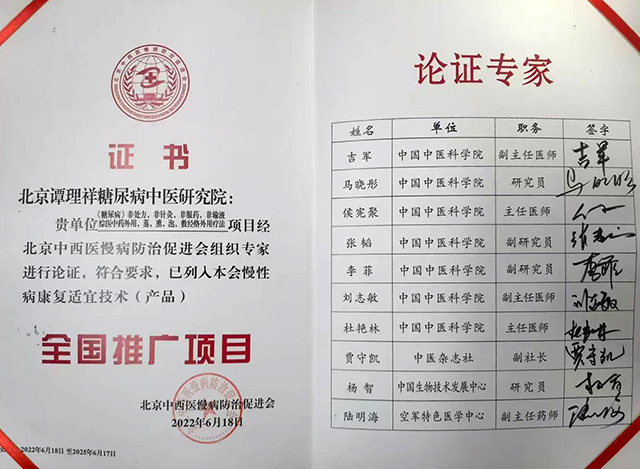 证书
北京谭理祥糖尿病中医研究院：
贵单位《糖尿病》非处方，非针灸，非服药，非输液
综医中药外用，蒸，熏，泡，敷经络外用疗法项目经
北京中西医慢病防治促进会组织专家
进行论证，符合要求，已列入本会慢性
病康复适宜技术（产品）
全国推广项目
北京中西医慢病防治促进会
2022年6月18日
2022年6月18日 至2025年6月17日
论证专家
姓名 单位 职务 签字
吉军 中国中医科学院 副主任医师 吉军
马晓彤 中国中医科学院 研究员
侯宪聚 中国中医科学院 主任医师
张韬 中国中医科学院 副研究员
李菲 中国中医科学院 副研究员 李菲
刘志敏 中国中医科学院 副主任医师 刘志敏
杜艳林 中国中医科学院 主任医师
贾守凯 中医杂志社 副社长 贾守凯
杨智 中国生物技术发展中心 研究员
陆明海 空军特色医学中心 副主任药师